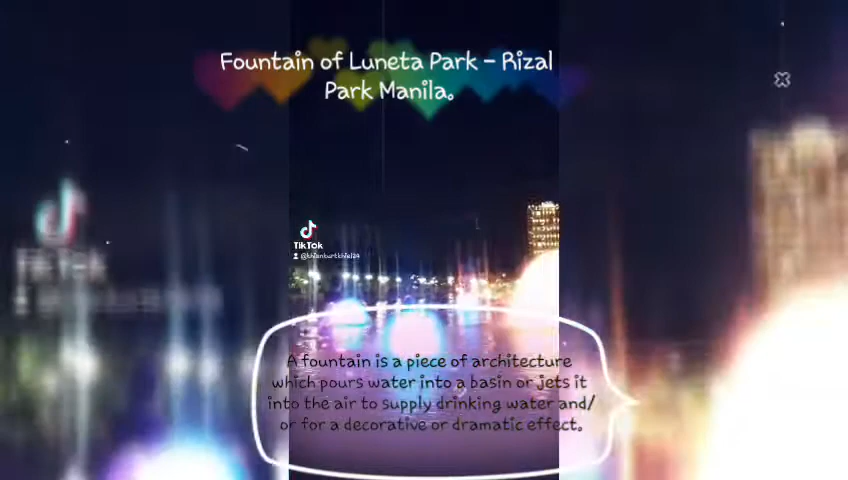 Fountain of Luneta Park - Rizal
Park Manila.
TikTok
A fountain is a piece of architecture
which pours water into a basin or jets it
into the air to supply drinking water and/
or for a decorative or dramatic effect.